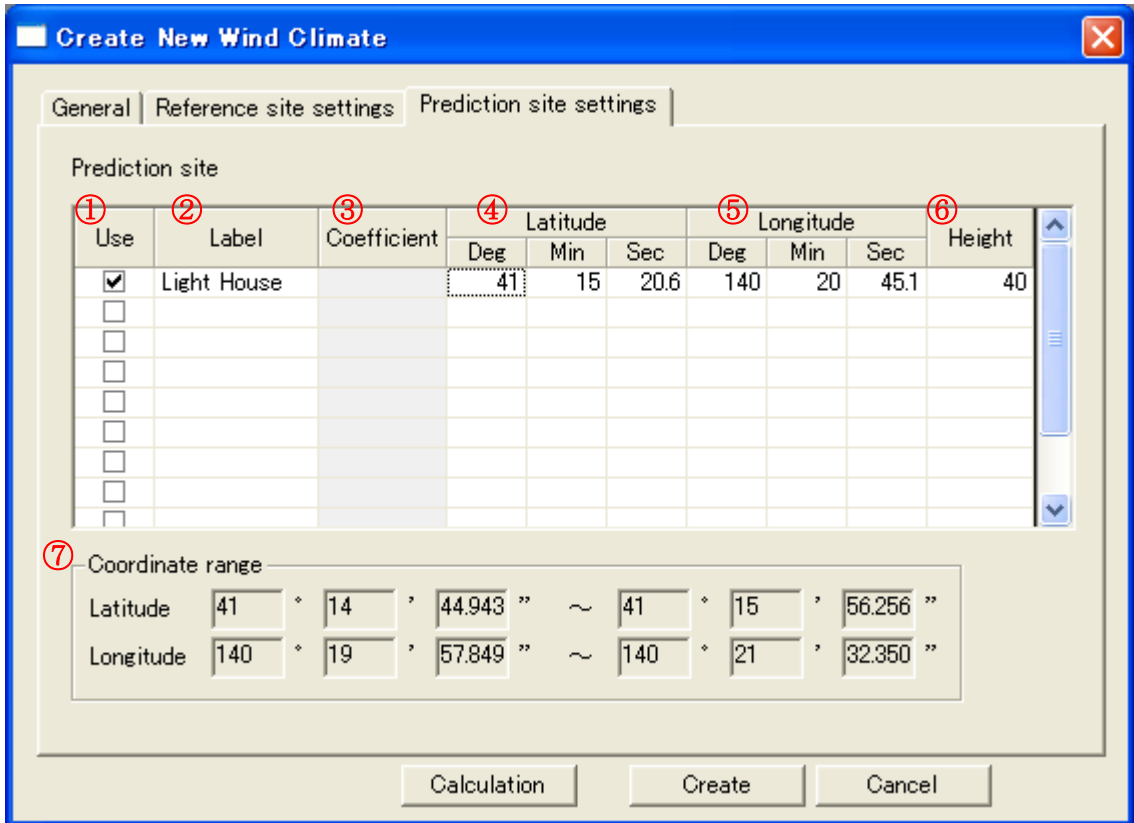 Create New Wind Climate
General Reference site settings Prediction site settings
Prediction site
① ② ③ ④ Latitude ⑤ Longitude ⑥
Use Label Coefficient Deg Min Sec Deg Min Sec Height
Light House 41 15 20.6 140 20 45.1 40
⑦ Coordinate range
Latitude 41 ° 14 ’ 44.943 ” ～ 41 ° 15 ’ 56.256 ”
Longitude 140 ° 19 ’ 57.849 ” ～ 140 ° 21 ’ 32.350 ”
Calculation Create Cancel